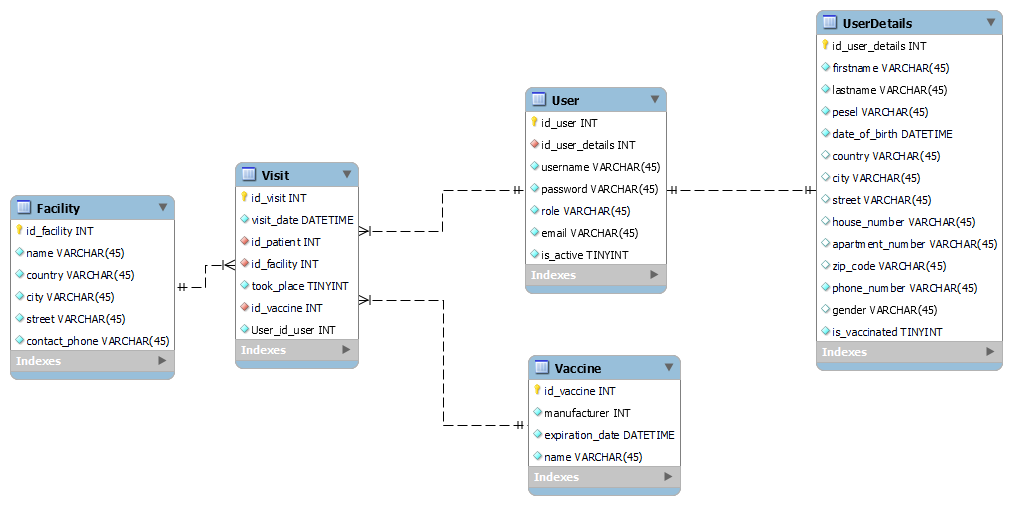 Facility
id_facility INT
name VARCHAR(45)
country VARCHAR(45)
city VARCHAR(45)
street VARCHAR(45)
contact_phone VARCHAR(45)
Indexes
Visit
id_visit INT
visit_date DATETIME
id_patient INT
id_facility INT
took_place TINYINT
id_vaccine INT
User_id_user INT
Indexes
User
id_user INT
id_user_details INT
username VARCHAR(45)
password VARCHAR(45)
role VARCHAR(45)
email VARCHAR(45)
is_active TINYINT
Indexes
Vaccine
id_vaccine INT
manufacturer INT
expiration_date DATETIME
name VARCHAR(45)
Indexes
UserDetails
id_user_details INT
firstname VARCHAR(45)
lastname VARCHAR(45)
pesel VARCHAR(45)
date_of_birth DATETIME
country VARCHAR(45)
city VARCHAR(45)
street VARCHAR(45)
house_number VARCHAR(45)
apartment_number VARCHAR(45)
zip_code VARCHAR(45)
phone_number VARCHAR(45)
gender VARCHAR(45)
is_vaccinated TINYINT
Indexes